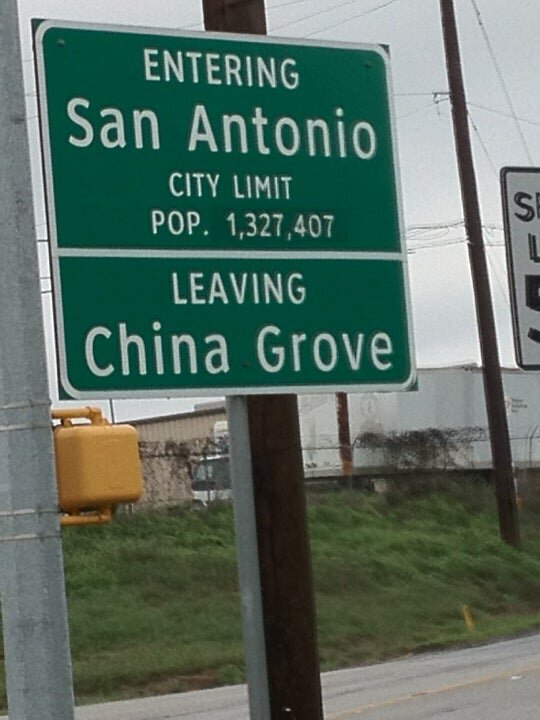 ENTERING
San Antonio
CITY LIMIT
POP. 1,327,407
LEAVING
China Grove